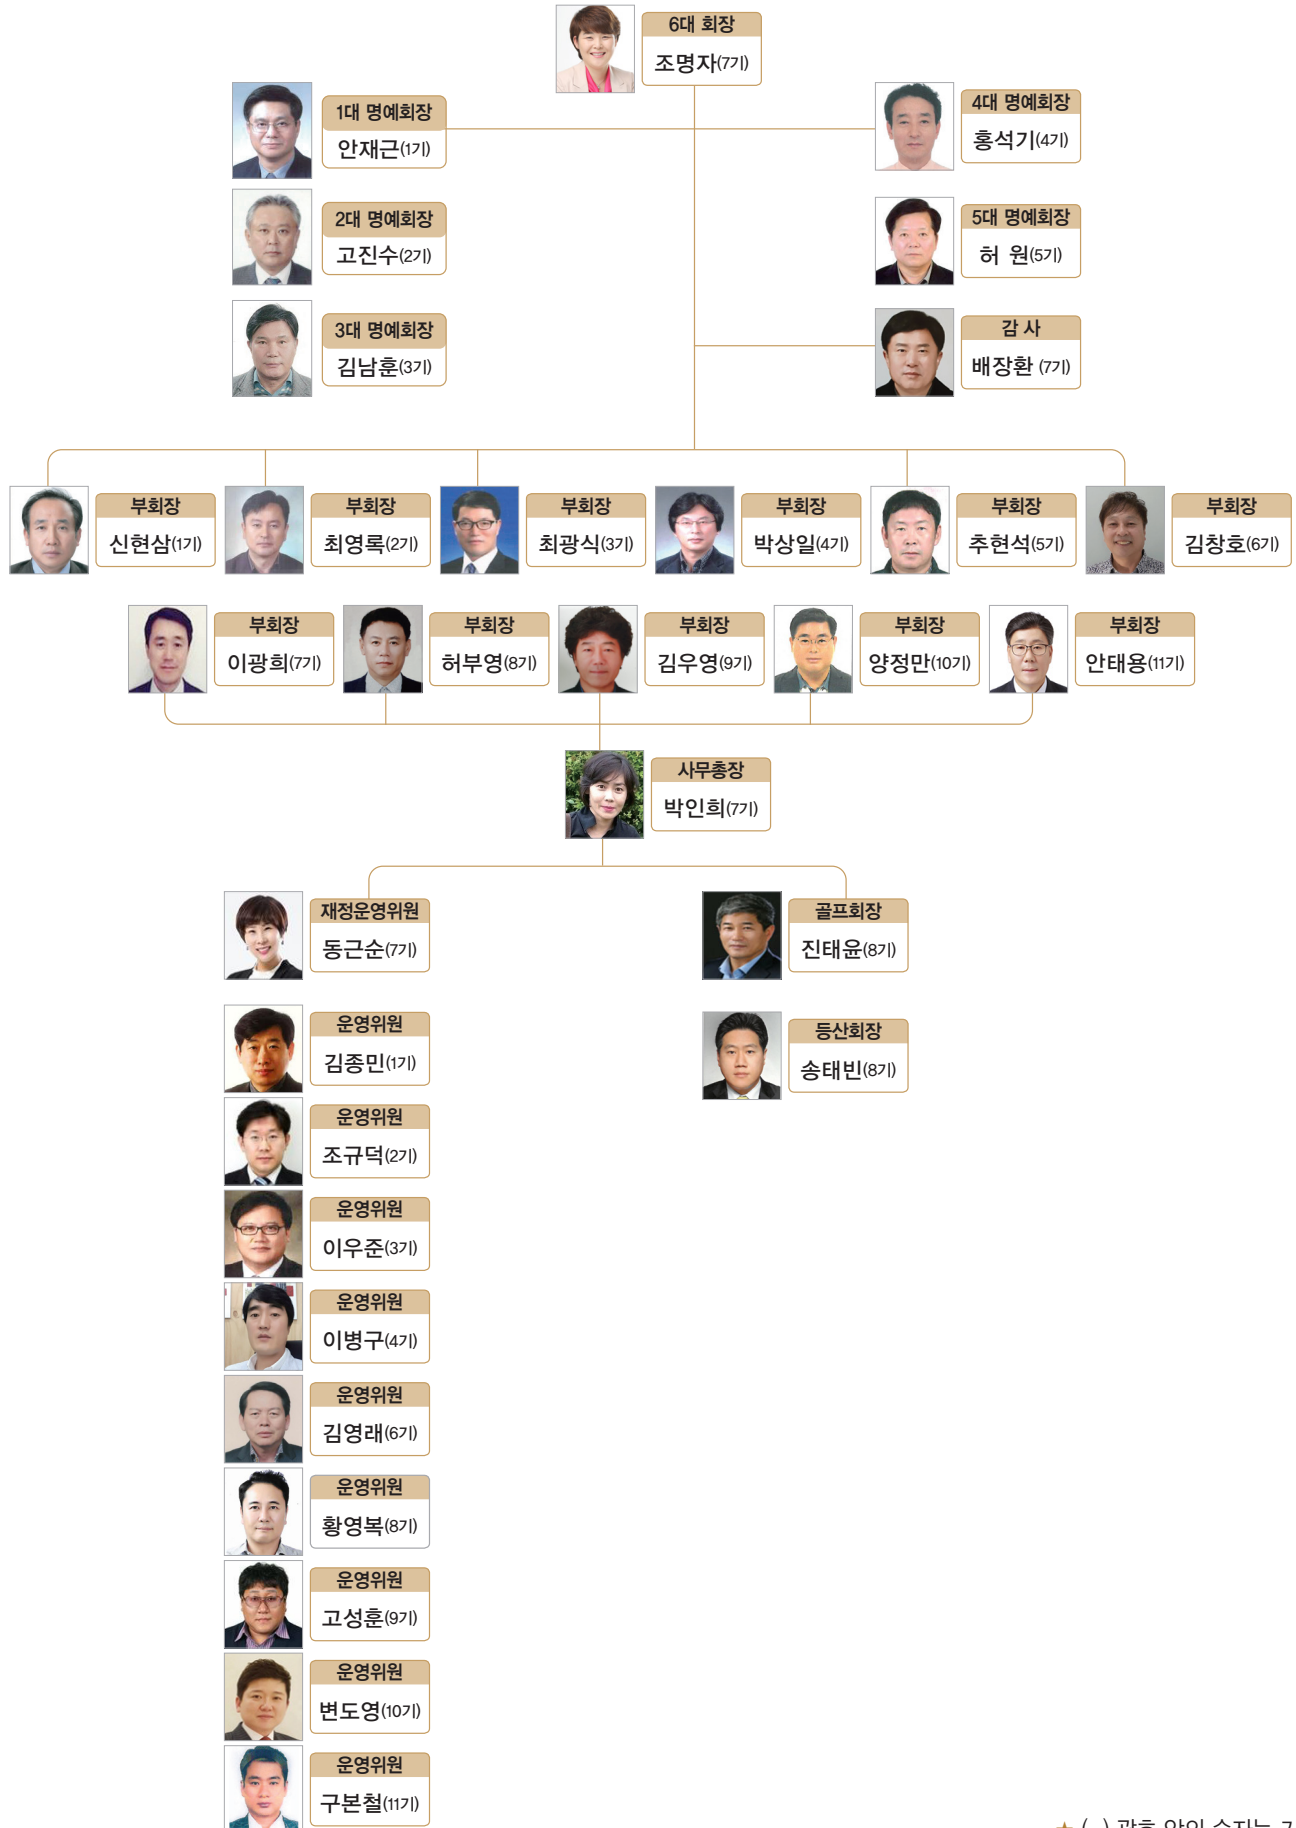 6대 회장
조명자(7기)
1대 명예회장
안재근(1기)
4대 명예회장
홍석기(4기)
2대 명예회장
고진수(2기)
5대 명예회장
허 원(5기)
3대 명예회장
김남훈(3기)
감 사
배장환 (7기)
부회장
신현삼(1기)
부회장
최영록(2기)
부회장
최광식(3기)
부회장
박상일(4기)
부회장
추현석(5기)
부회장
김창호(6기)
부회장
이광희(7기)
부회장
허부영(8기)
부회장
김우영(9기)
부회장
양정만(10기)
부회장
안태용(11기)
사무총장
박인희(7기)
재정운영위원
동근순(7기)
골프회장
진태윤(8기)
운영위원
김종민(1기)
등산회장
송태빈(8기)
운영위원
조규덕(2기)
운영위원
이우준(3기)
운영위원
이병구(4기)
운영위원
김영래(6기)
운영위원
황영복(8기)
운영위원
고성훈(9기)
운영위원
변도영(10기)
운영위원
구본철(11기)
★ ( ) 괄호 안의 숫자는